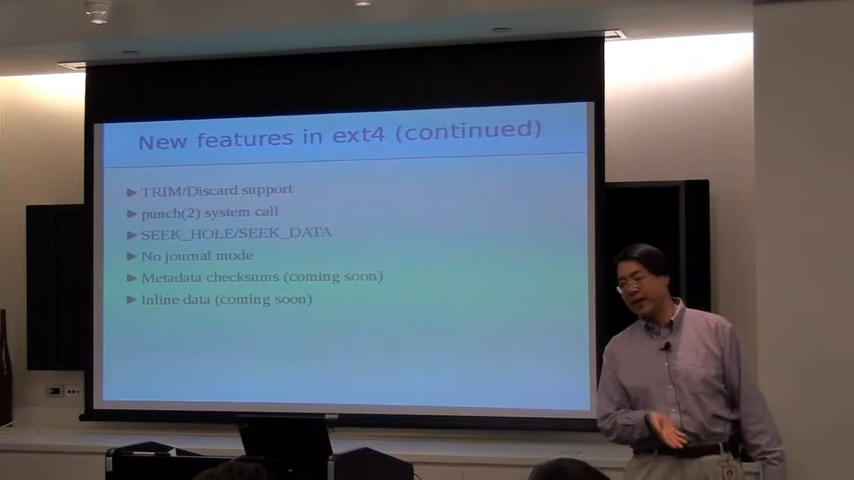 New features in ext4 (continued)
TRIM/Discard support
punch(2) system call
SEEK_HOLE/SEEK_DATA
No journal mode
Metadata checksums (coming soon)
Inline data (coming soon)